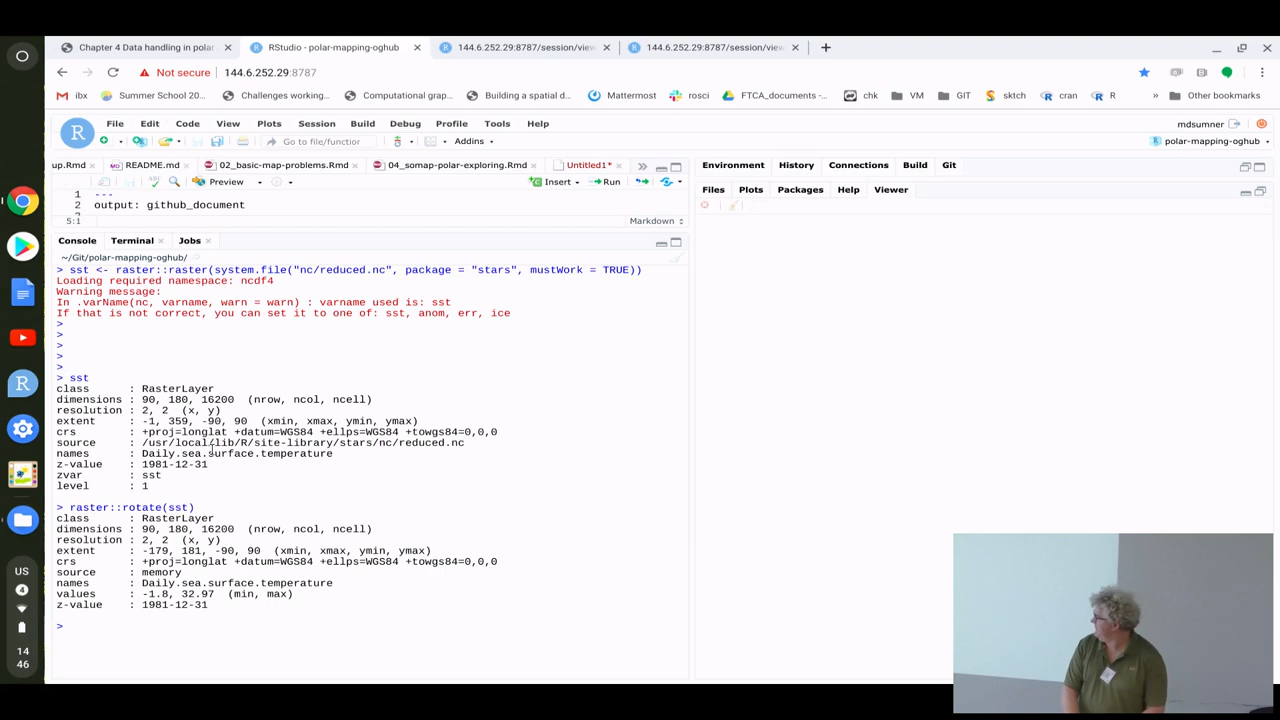 Chapter 4 Data handling in polar
RStudio - polar-mapping-oghub
144.6.252.29:8787/session/view
144.6.252.29:8787/session/view
Not secure
144.6.252.29:8787
ibx
Summer School 20...
Challenges working...
Computational grap...
Building a spatial d...
Mattermost
rosci
FTCA_documents -...
chk
VM
GIT
sktch
cran
R
»
Other bookmarks
File Edit Code View Plots Session Build Debug Profile Tools Help
mdsumner
Go to file/function
Addins
polar-mapping-oghub
up.Rmd
README.md
02_basic-map-problems.Rmd
04_somap-polar-exploring.Rmd
Untitled1*
»
Preview
Insert
Run
1 ---
2 output: github_document
5:1
Markdown
Console Terminal Jobs
~/Git/polar-mapping-oghub/
> sst <- raster::raster(system.file("nc/reduced.nc", package = "stars", mustWork = TRUE))
Loading required namespace: ncdf4
Warning message:
In .varName(nc, varname, warn = warn) : varname used is: sst
If that is not correct, you can set it to one of: sst, anom, err, ice
>
>
>
>
>
> sst
class : RasterLayer
dimensions : 90, 180, 16200 (nrow, ncol, ncell)
resolution : 2, 2 (x, y)
extent : -1, 359, -90, 90 (xmin, xmax, ymin, ymax)
crs : +proj=longlat +datum=WGS84 +ellps=WGS84 +towgs84=0,0,0
source : /usr/local/lib/R/site-library/stars/nc/reduced.nc
names : Daily.sea.surface.temperature
z-value : 1981-12-31
zvar : sst
level : 1
> raster::rotate(sst)
class : RasterLayer
dimensions : 90, 180, 16200 (nrow, ncol, ncell)
resolution : 2, 2 (x, y)
extent : -179, 181, -90, 90 (xmin, xmax, ymin, ymax)
crs : +proj=longlat +datum=WGS84 +ellps=WGS84 +towgs84=0,0,0
source : memory
names : Daily.sea.surface.temperature
values : -1.8, 32.97 (min, max)
z-value : 1981-12-31
>
Environment History Connections Build Git
Files Plots Packages Help Viewer
US
4
14
46